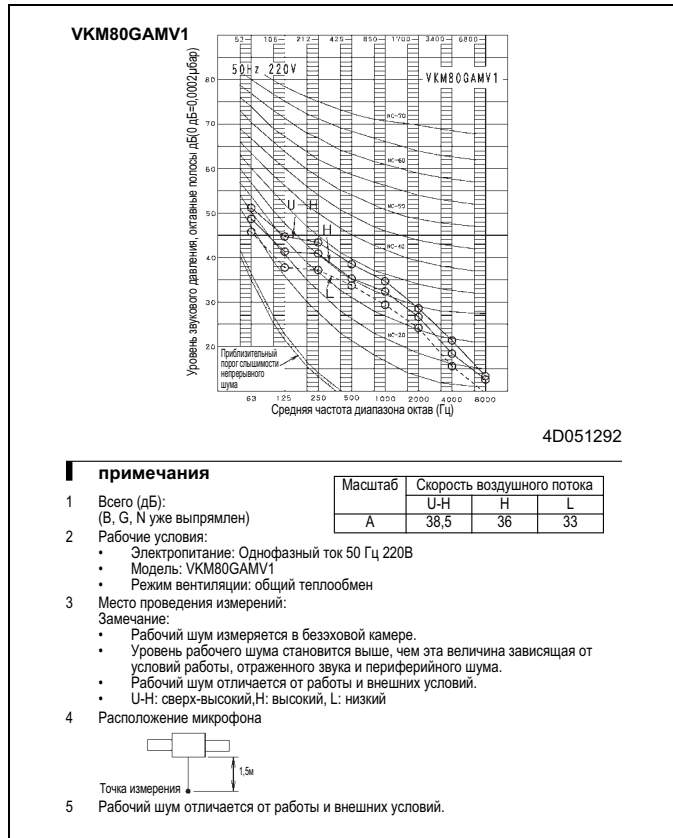 VKM80GAMV1
53 106 212 425 850 1700 3400 6800
50Hz 220V
VKM80GAMV1
Уровень звукового давления, октавные полосы дБ(0 дБ=0,0002µбар)
80
70
60
50
40
30
20
NC-70
NC-60
NC-50
NC-40
NC-20
U-H
H
L
Приблизительный
порог слышимости
непрерывного
шума
63 125 250 500 1000 2000 4000 8000
Средняя частота диапазона октав (Гц)
4D051292
примечания
1 Всего (дБ):
(B, G, N уже выпрямлен)
Масштаб Скорость воздушного потока
U-H H L
A 38,5 36 33
2 Рабочие условия:
• Электропитание: Однофазный ток 50 Гц 220В
• Модель: VKM80GAMV1
• Режим вентиляции: общий теплообмен
3 Место проведения измерений:
Замечание:
• Рабочий шум измеряется в безэховой камере.
• Уровень рабочего шума становится выше, чем эта величина зависящая от
условий работы, отраженного звука и периферийного шума.
• Рабочий шум отличается от работы и внешних условий.
• U-H: сверх-высокий,H: высокий, L: низкий
4 Расположение микрофона
1,5м
Точка измерения
5 Рабочий шум отличается от работы и внешних условий.